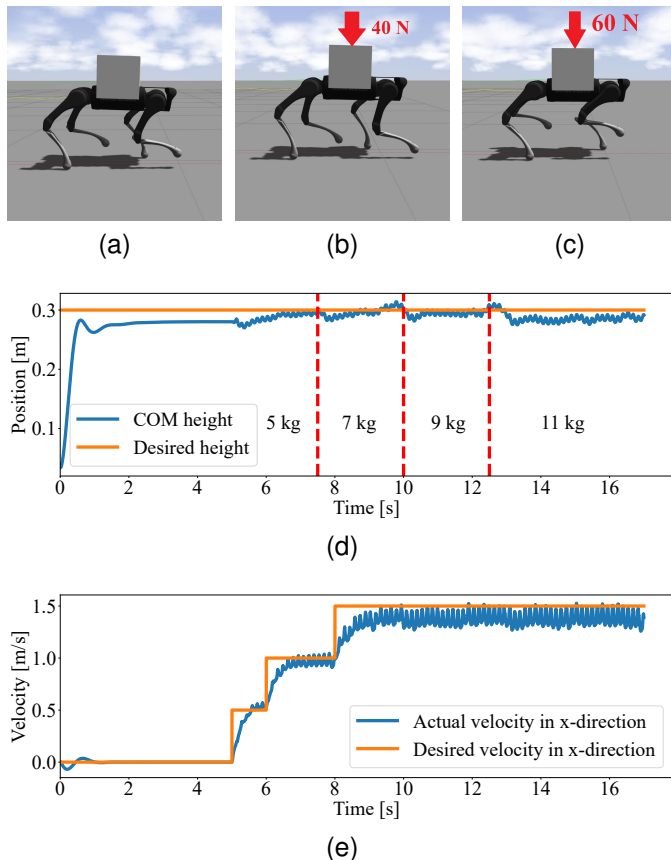 40 N
60 N
(a)
(b)
(c)
Position [m]
0.3
0.2
0.1
COM height
Desired height
5 kg
7 kg
9 kg
11 kg
0 2 4 6 8 10 12 14 16
Time [s]
(d)
Velocity [m/s]
1.5
1.0
0.5
0.0
Actual velocity in x-direction
Desired velocity in x-direction
0 2 4 6 8 10 12 14 16
Time [s]
(e)